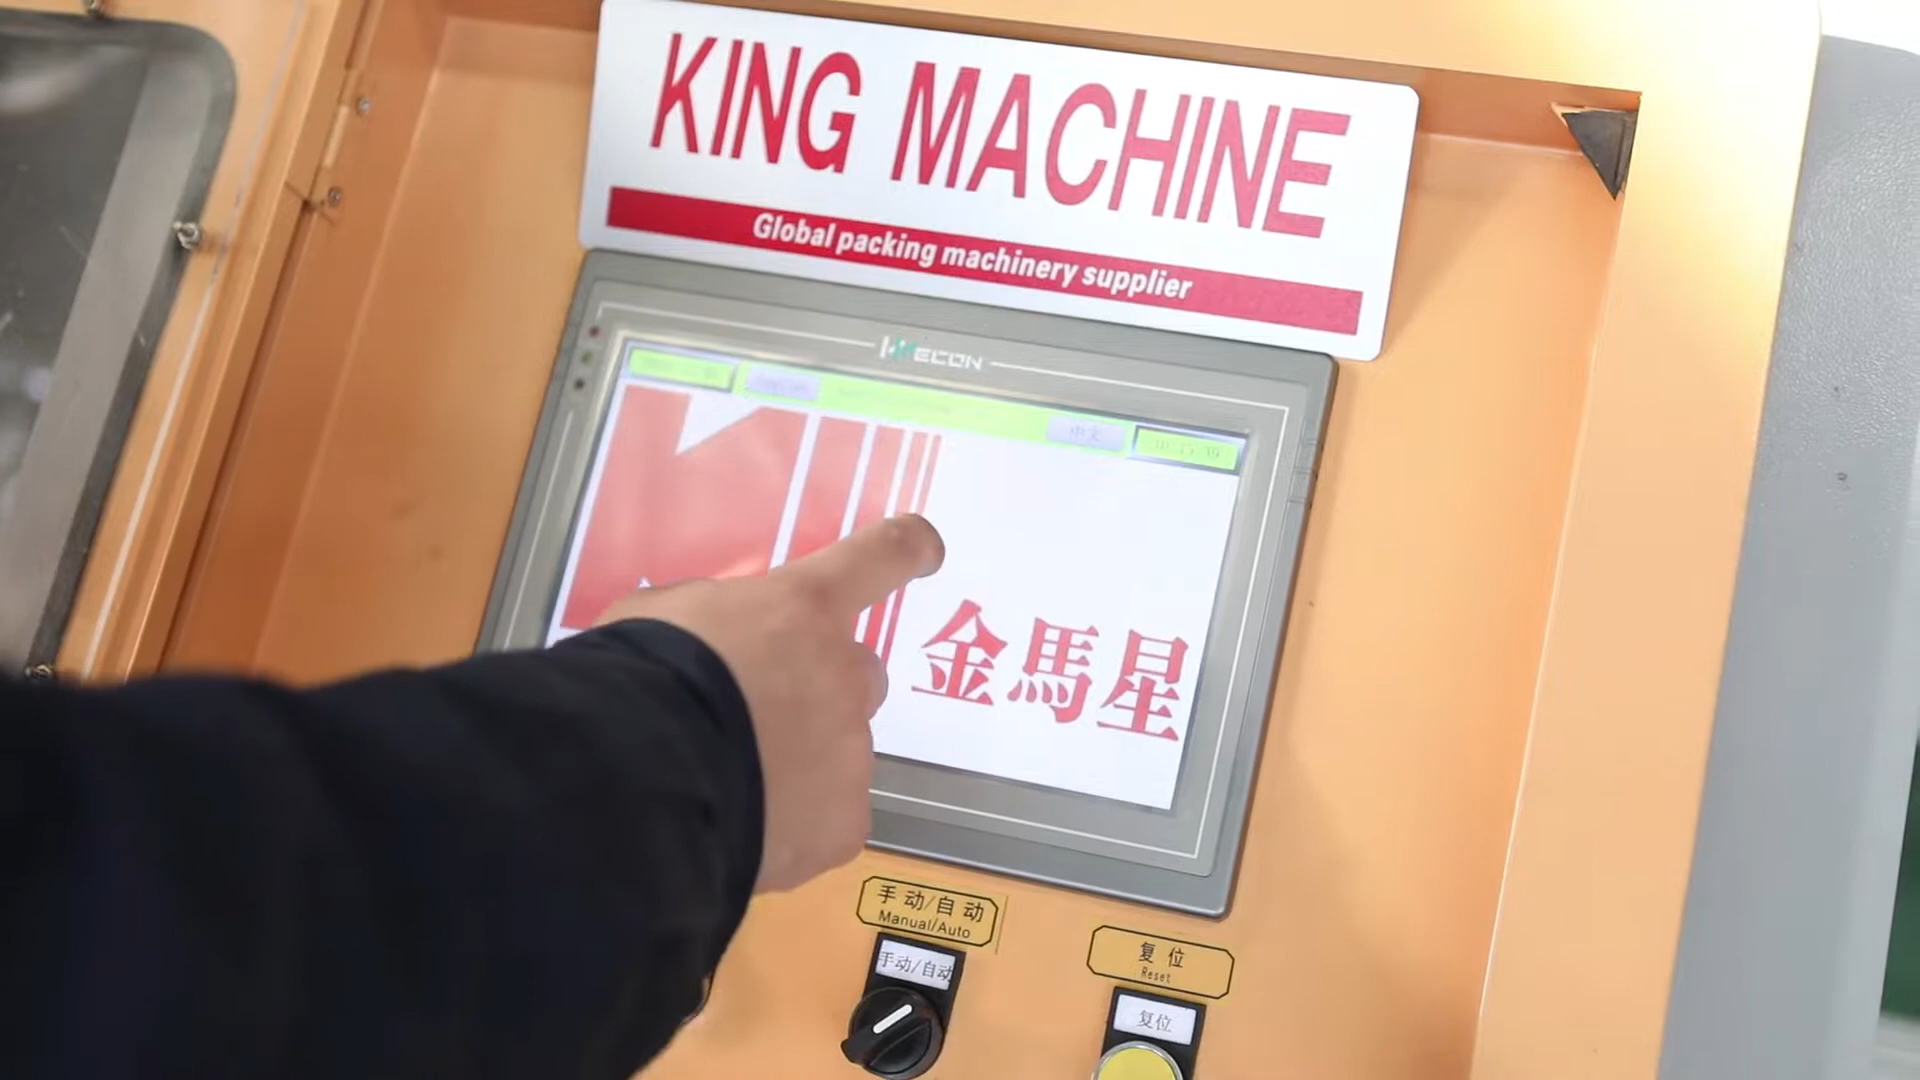 KING MACHINE
Global packing machinery supplier
WECON
中文
金馬星
手动/自动
Manual/Auto
手动/自动
复位
Reset
复位